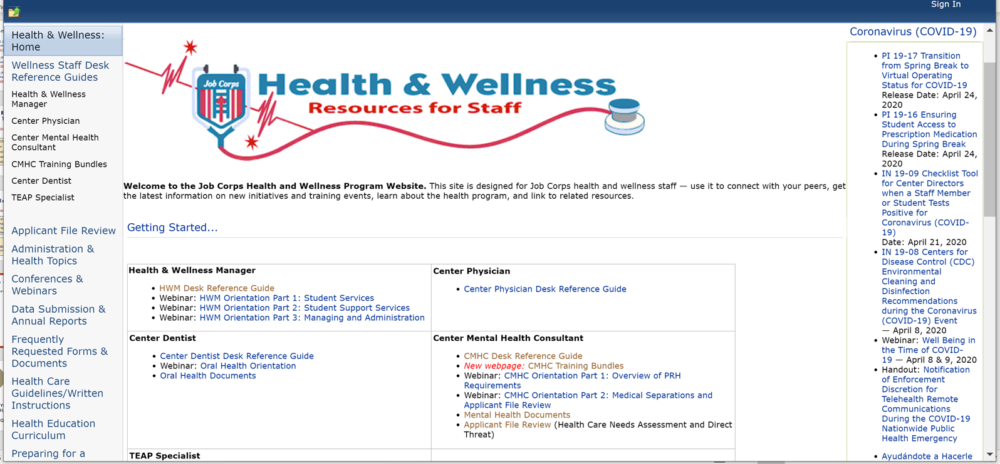 Sign In
Health & Wellness:
Home
Wellness Staff Desk
Reference Guides
Health & Wellness
Manager
Center Physician
Center Mental Health
Consultant
CMHC Training Bundles
Center Dentist
TEAP Specialist
Applicant File Review
Administration &
Health Topics
Conferences &
Webinars
Data Submission &
Annual Reports
Frequently
Requested Forms &
Documents
Health Care
Guidelines/Written
Instructions
Health Education
Curriculum
Preparing for a
Job Corps
Health & Wellness
Resources for Staff
Welcome to the Job Corps Health and Wellness Program Website. This site is designed for Job Corps health and wellness staff — use it to connect with your peers, get
the latest information on new initiatives and training events, learn about the health program, and link to related resources.
Getting Started...
Health & Wellness Manager
• HWM Desk Reference Guide
• Webinar: HWM Orientation Part 1: Student Services
• Webinar: HWM Orientation Part 2: Student Support Services
• Webinar: HWM Orientation Part 3: Managing and Administration
Center Physician
• Center Physician Desk Reference Guide
Center Dentist
• Center Dentist Desk Reference Guide
• Webinar: Oral Health Orientation
• Oral Health Documents
Center Mental Health Consultant
• CMHC Desk Reference Guide
• New webpage: CMHC Training Bundles
• Webinar: CMHC Orientation Part 1: Overview of PRH
Requirements
• Webinar: CMHC Orientation Part 2: Medical Separations and
Applicant File Review
• Mental Health Documents
• Applicant File Review (Health Care Needs Assessment and Direct
Threat)
TEAP Specialist
Coronavirus (COVID-19)
• PI 19-17 Transition
from Spring Break to
Virtual Operating
Status for COVID-19
Release Date: April 24,
2020
• PI 19-16 Ensuring
Student Access to
Prescription Medication
During Spring Break
Release Date: April 24,
2020
• IN 19-09 Checklist Tool
for Center Directors
when a Staff Member
or Student Tests
Positive for
Coronavirus (COVID-
19)
Date: April 21, 2020
• IN 19-08 Centers for
Disease Control (CDC)
Environmental
Cleaning and
Disinfection
Recommendations
during the Coronavirus
(COVID-19) Event
— April 8, 2020
• Webinar: Well Being in
the Time of COVID-
19 — April 8 & 9, 2020
• Handout: Notification
of Enforcement
Discretion for
Telehealth Remote
Communications
During the COVID-19
Nationwide Public
Health Emergency
• Ayudándote a Hacerle